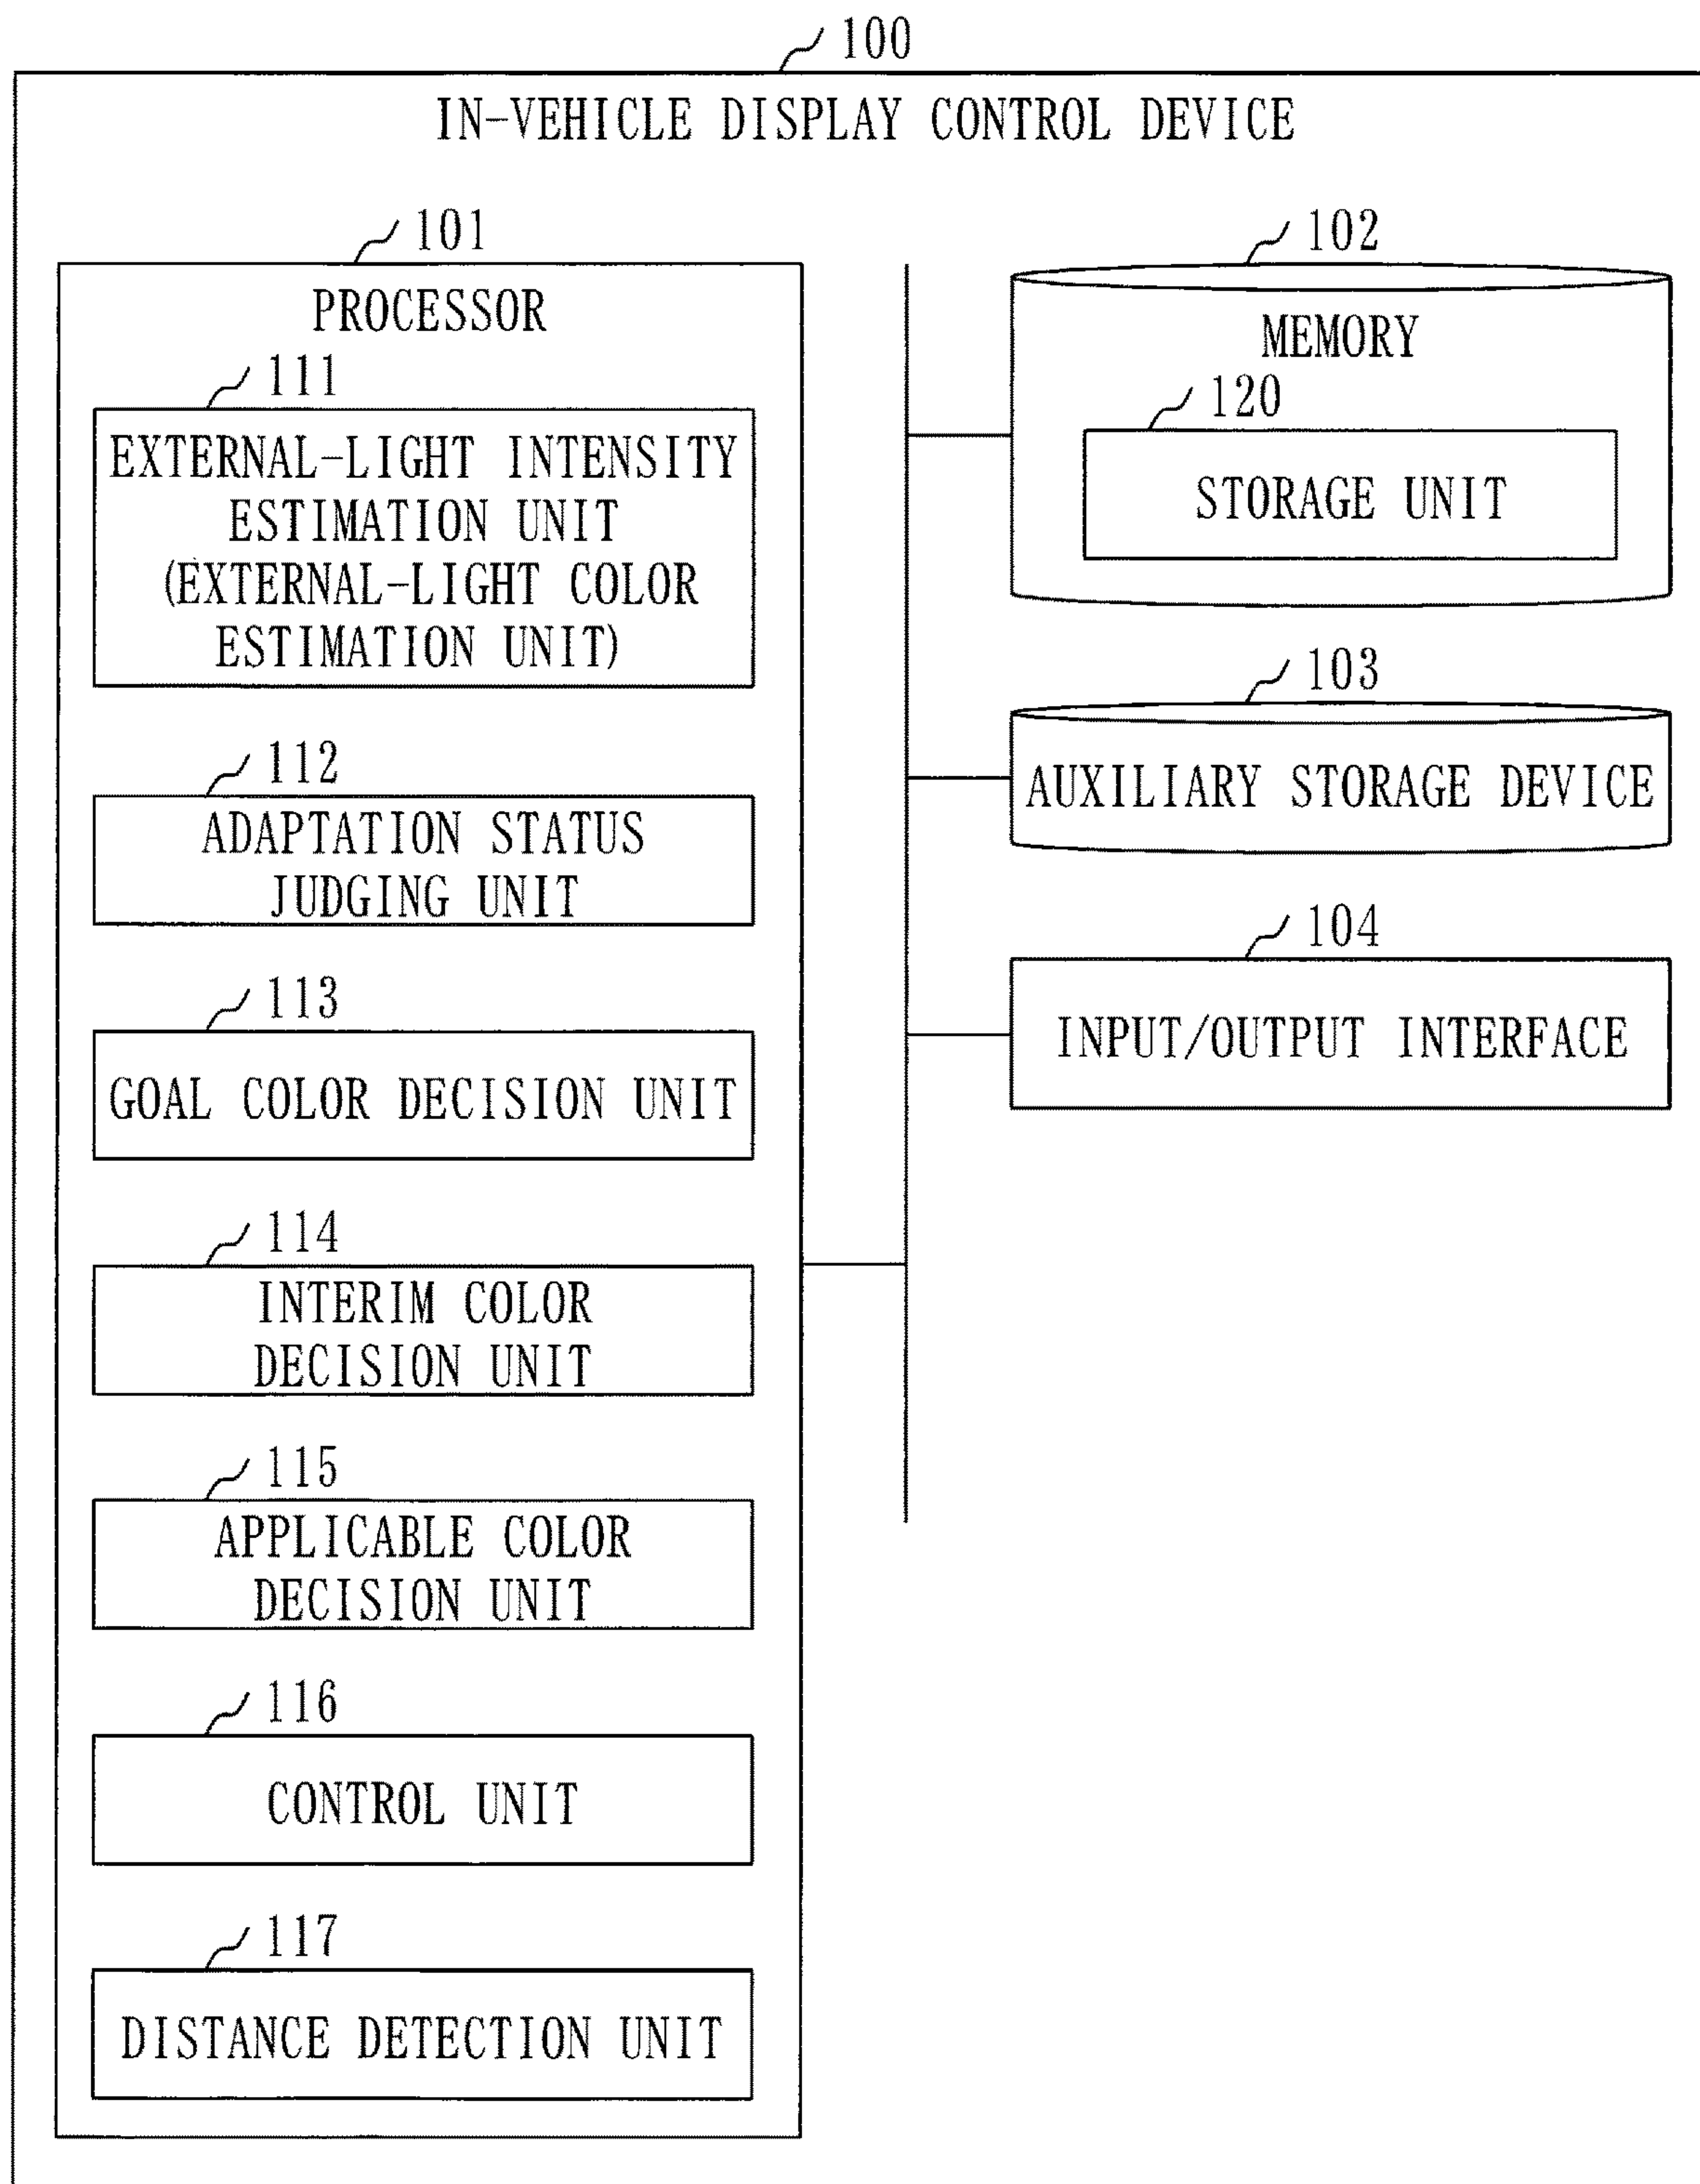 100
IN-VEHICLE DISPLAY CONTROL DEVICE
101
PROCESSOR
111
EXTERNAL-LIGHT INTENSITY
ESTIMATION UNIT
(EXTERNAL-LIGHT COLOR
ESTIMATION UNIT)
112
ADAPTATION STATUS
JUDGING UNIT
113
GOAL COLOR DECISION UNIT
114
INTERIM COLOR
DECISION UNIT
115
APPLICABLE COLOR
DECISION UNIT
116
CONTROL UNIT
117
DISTANCE DETECTION UNIT
102
MEMORY
120
STORAGE UNIT
103
AUXILIARY STORAGE DEVICE
104
INPUT/OUTPUT INTERFACE